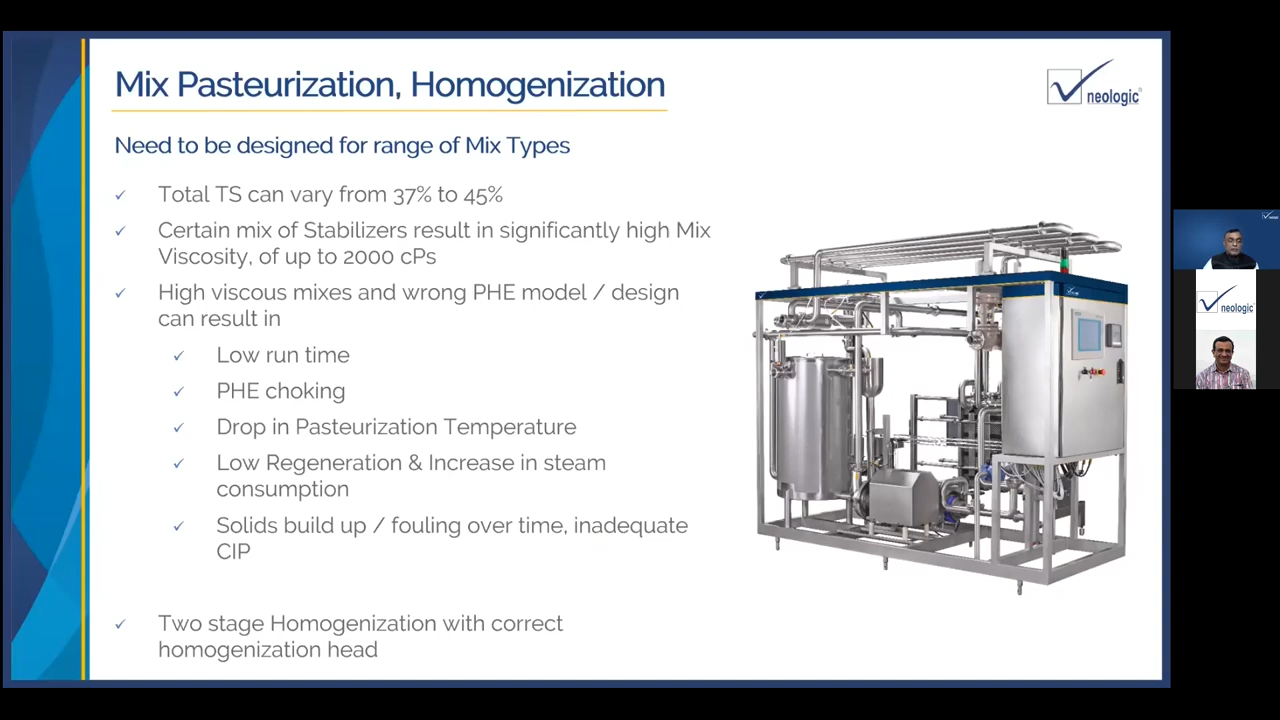 Mix Pasteurization, Homogenization
neologic
Need to be designed for range of Mix Types
Total TS can vary from 37% to 45%
Certain mix of Stabilizers result in significantly high Mix
Viscosity, of up to 2000 cPs
High viscous mixes and wrong PHE model / design
can result in
Low run time
PHE choking
Drop in Pasteurization Temperature
Low Regeneration & Increase in steam
consumption
Solids build up / fouling over time, inadequate
CIP
Two stage Homogenization with correct
homogenization head
neologic